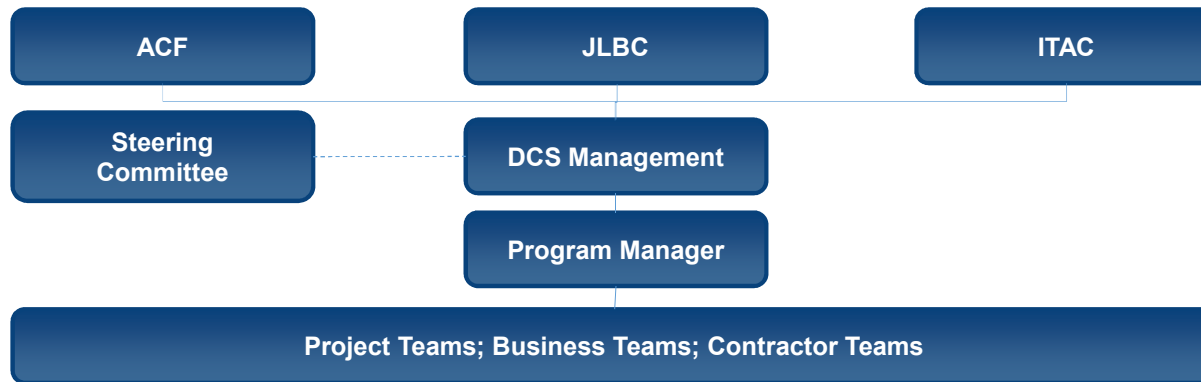 ACF
JLBC
ITAC
Steering
Committee
DCS Management
Program Manager
Project Teams; Business Teams; Contractor Teams